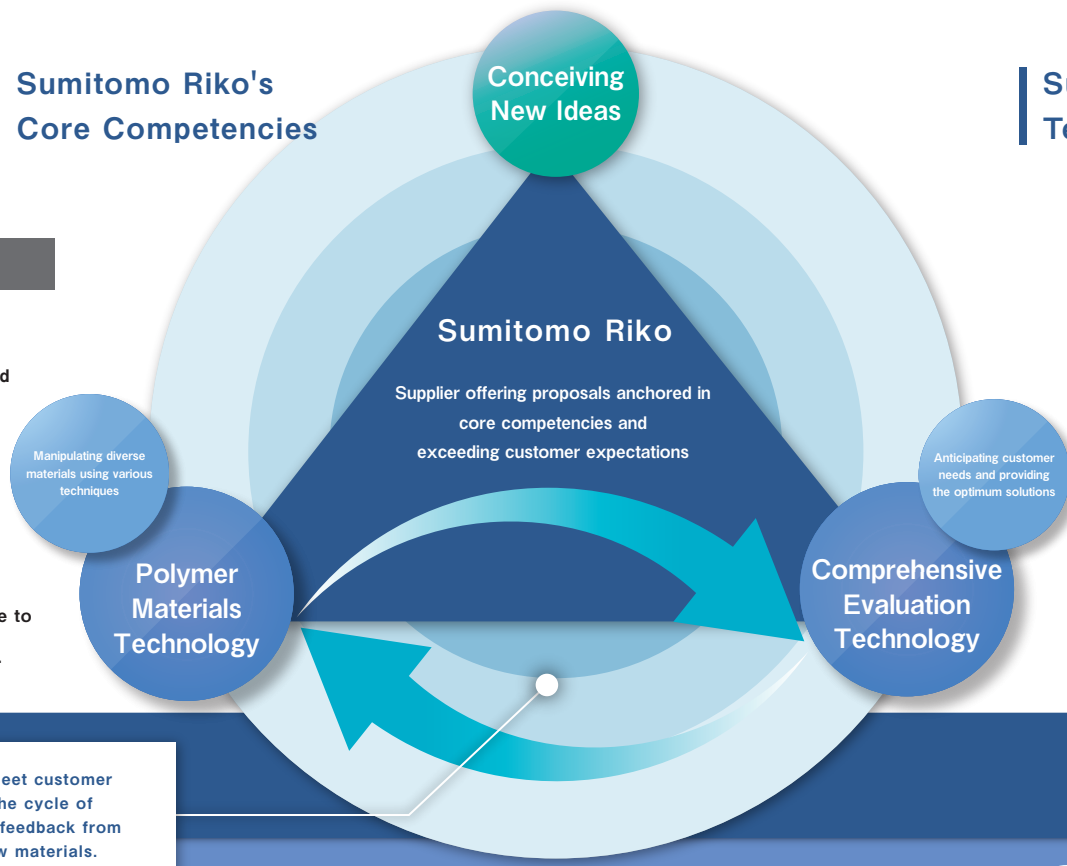 Sumitomo Riko's
Core Competencies
Conceiving
New Ideas
Sumitomo Riko
Supplier offering proposals anchored in
core competencies and
exceeding customer expectations
Manipulating diverse
materials using various
techniques
Polymer
Materials
Technology
Anticipating customer
needs and providing
the optimum solutions
Comprehensive
Evaluation
Technology
to
customer
cycle of
feedback from
materials.